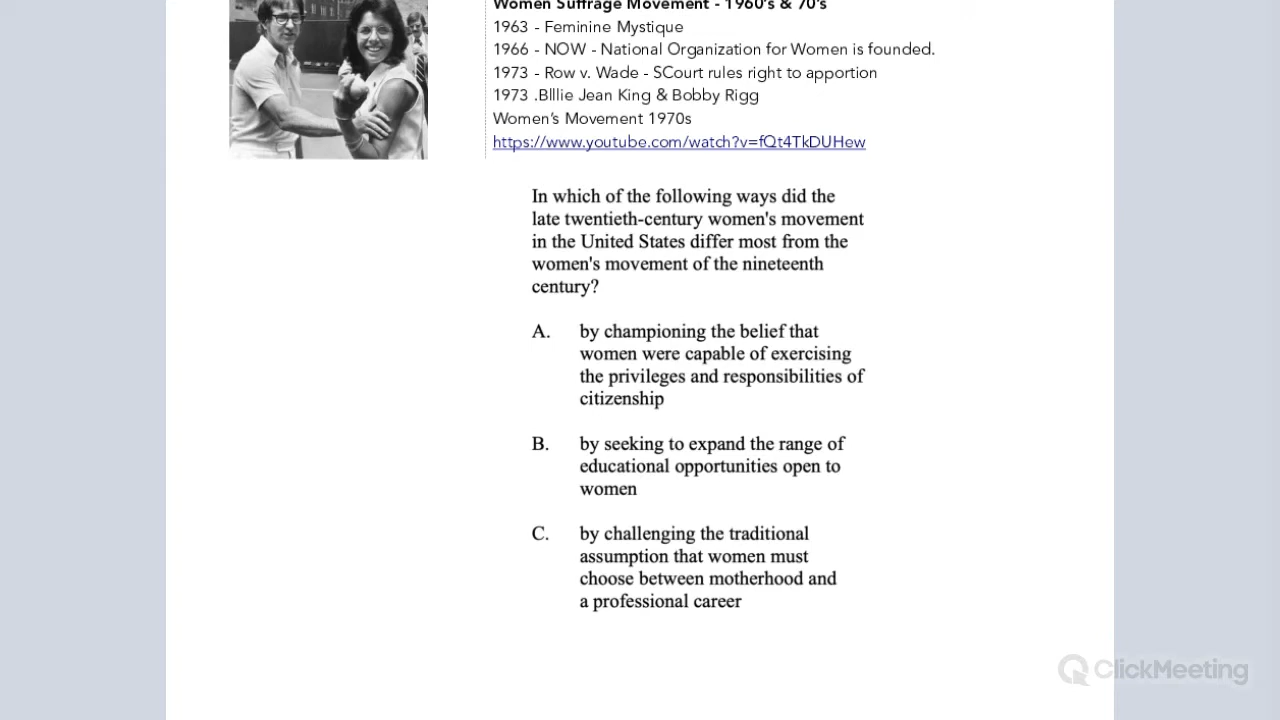 Women Suffrage Movement - 1960's & 70's
1963 - Feminine Mystique
1966 - NOW - National Organization for Women is founded.
1973 - Row v. Wade - SCourt rules right to apportion
1973 .Blllie Jean King & Bobby Rigg
Women's Movement 1970s
https://www.youtube.com/watch?v=fQt4TkDUHew
In which of the following ways did the
late twentieth-century women's movement
in the United States differ most from the
women's movement of the nineteenth
century?
A. by championing the belief that
women were capable of exercising
the privileges and responsibilities of
citizenship
B. by seeking to expand the range of
educational opportunities open to
women
C. by challenging the traditional
assumption that women must
choose between motherhood and
a professional career
ClickMeeting